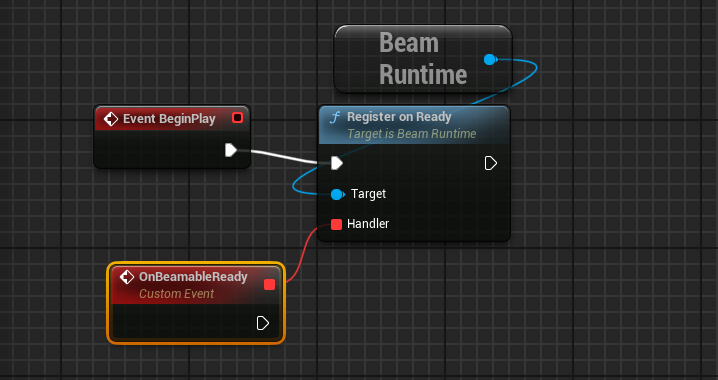 Beam
Runtime
Event BeginPlay
Register on Ready
Target is Beam Runtime
Target
Handler
OnBeamableReady
Custom Event